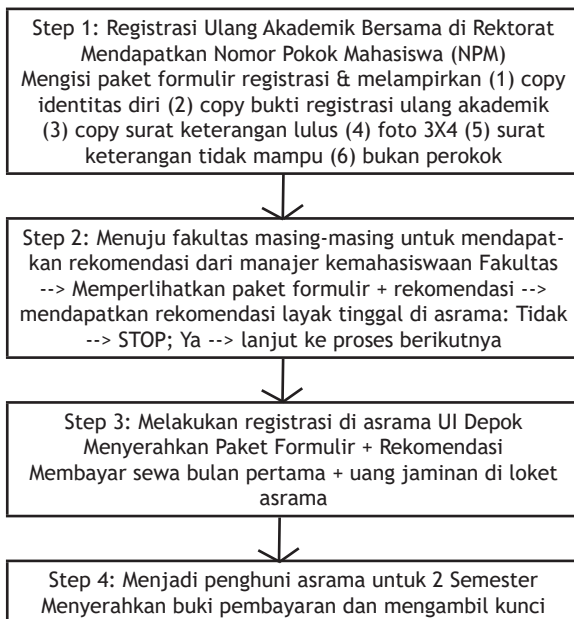 Step 1: Registrasi Ulang Akademik Bersama di Rektorat
Mendapatkan Nomor Pokok Mahasiswa (NPM)
Mengisi paket formulir registrasi & melampirkan (1) copy
identitas diri (2) copy bukti registrasi ulang akademik
(3) copy surat keterangan lulus (4) foto 3X4 (5) surat
keterangan tidak mampu (6) bukan perokok
Step 2: Menuju fakultas masing-masing untuk mendapat-
kan rekomendasi dari manajer kemahasiswaan Fakultas
--> Memperlihatkan paket formulir + rekomendasi -->
mendapatkan rekomendasi layak tinggal di asrama: Tidak
--> STOP; Ya --> lanjut ke proses berikutnya
Step 3: Melakukan registrasi di asrama UI Depok
Menyerahkan Paket Formulir + Rekomendasi
Membayar sewa bulan pertama + uang jaminan di loket
asrama
Step 4: Menjadi penghuni asrama untuk 2 Semester
Menyerahkan buki pembayaran dan mengambil kunci